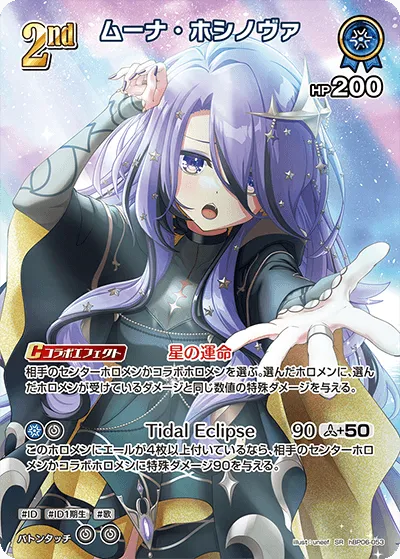 2nd
ムーナ・ホシノヴァ
HP200
コラボエフェクト
星の運命
相手のセンターホロメンかコラボホロメンを選ぶ。選んだホロメンに、選ん
だホロメンが受けているダメージと同じ数値の特殊ダメージを与える。
Tidal Eclipse 90 +50
このホロメンにエールが4枚以上付いているなら、相手のセンターホロ
メンかコラボホロメンに特殊ダメージ90を与える。
#ID #ID1期生 #歌
バトンタッチ
illust: uneef SR hBP06-053